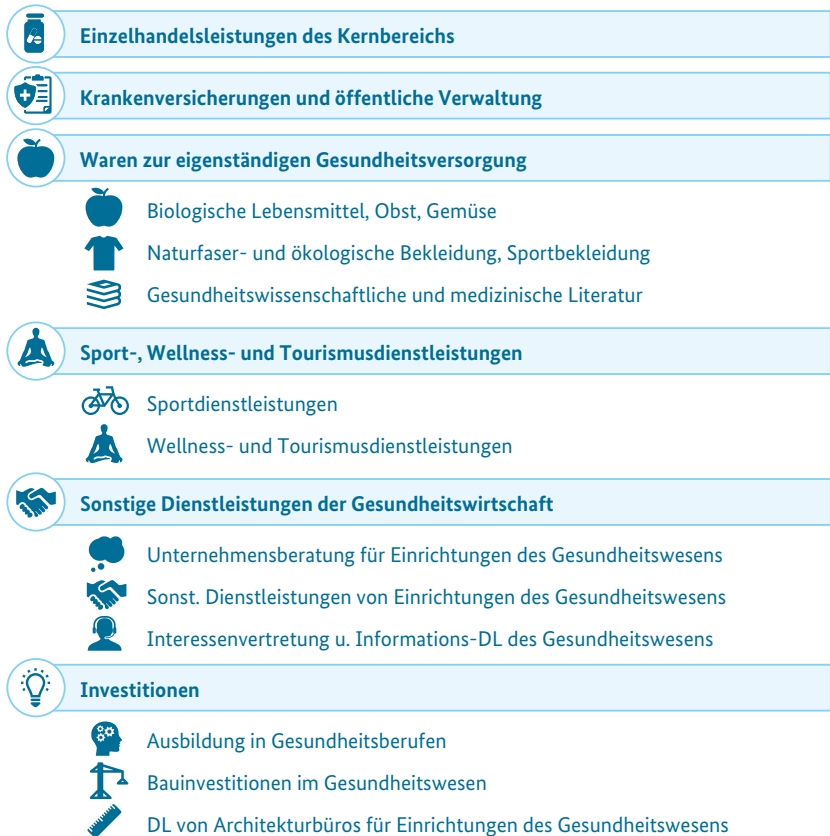 Einzelhandelsleistungen des Kernbereichs
Krankenversicherungen und öffentliche Verwaltung
Waren zur eigenständigen Gesundheitsversorgung
Biologische Lebensmittel, Obst, Gemüse
Naturfaser- und ökologische Bekleidung, Sportbekleidung
Gesundheitswissenschaftliche und medizinische Literatur
Sport-, Wellness- und Tourismusdienstleistungen
Sportdienstleistungen
Wellness- und Tourismusdienstleistungen
Sonstige Dienstleistungen der Gesundheitswirtschaft
Unternehmensberatung für Einrichtungen des Gesundheitswesens
Sonst. Dienstleistungen von Einrichtungen des Gesundheitswesens
Interessenvertretung u. Informations-DL des Gesundheitswesens
Investitionen
Ausbildung in Gesundheitsberufen
Bauinvestitionen im Gesundheitswesen
DL von Architekturbüros für Einrichtungen des Gesundheitswesens